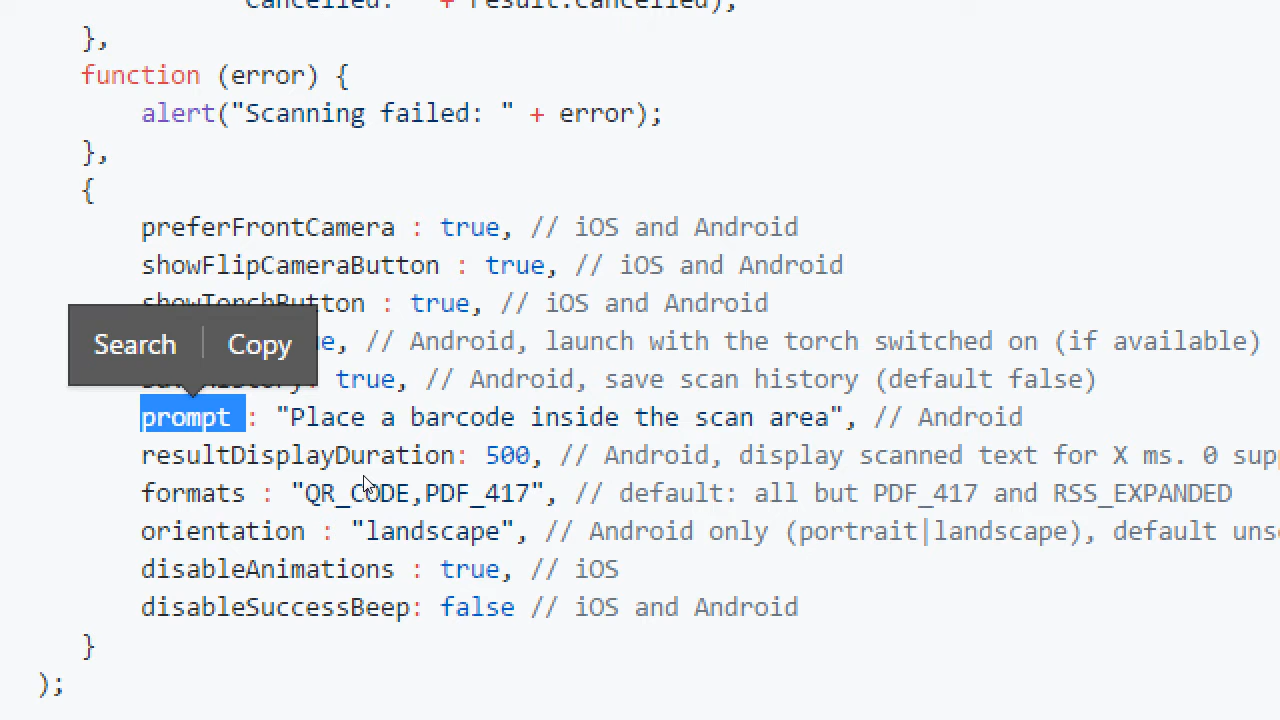 "Cancelled: " + result.cancelled);
},
function (error) {
alert("Scanning failed: " + error);
},
{
preferFrontCamera : true, // iOS and Android
showFlipCameraButton : true, // iOS and Android
showTorchButton : true, // iOS and Android
Search | Copy
ue, // Android, launch with the torch switched on (if available)
saveHistory: true, // Android, save scan history (default false)
prompt : "Place a barcode inside the scan area", // Android
resultDisplayDuration: 500, // Android, display scanned text for X ms. 0 sup
formats : "QR_CODE,PDF_417", // default: all but PDF_417 and RSS_EXPANDED
orientation : "landscape", // Android only (portrait|landscape), default uns
disableAnimations : true, // iOS
disableSuccessBeep: false // iOS and Android
}
);